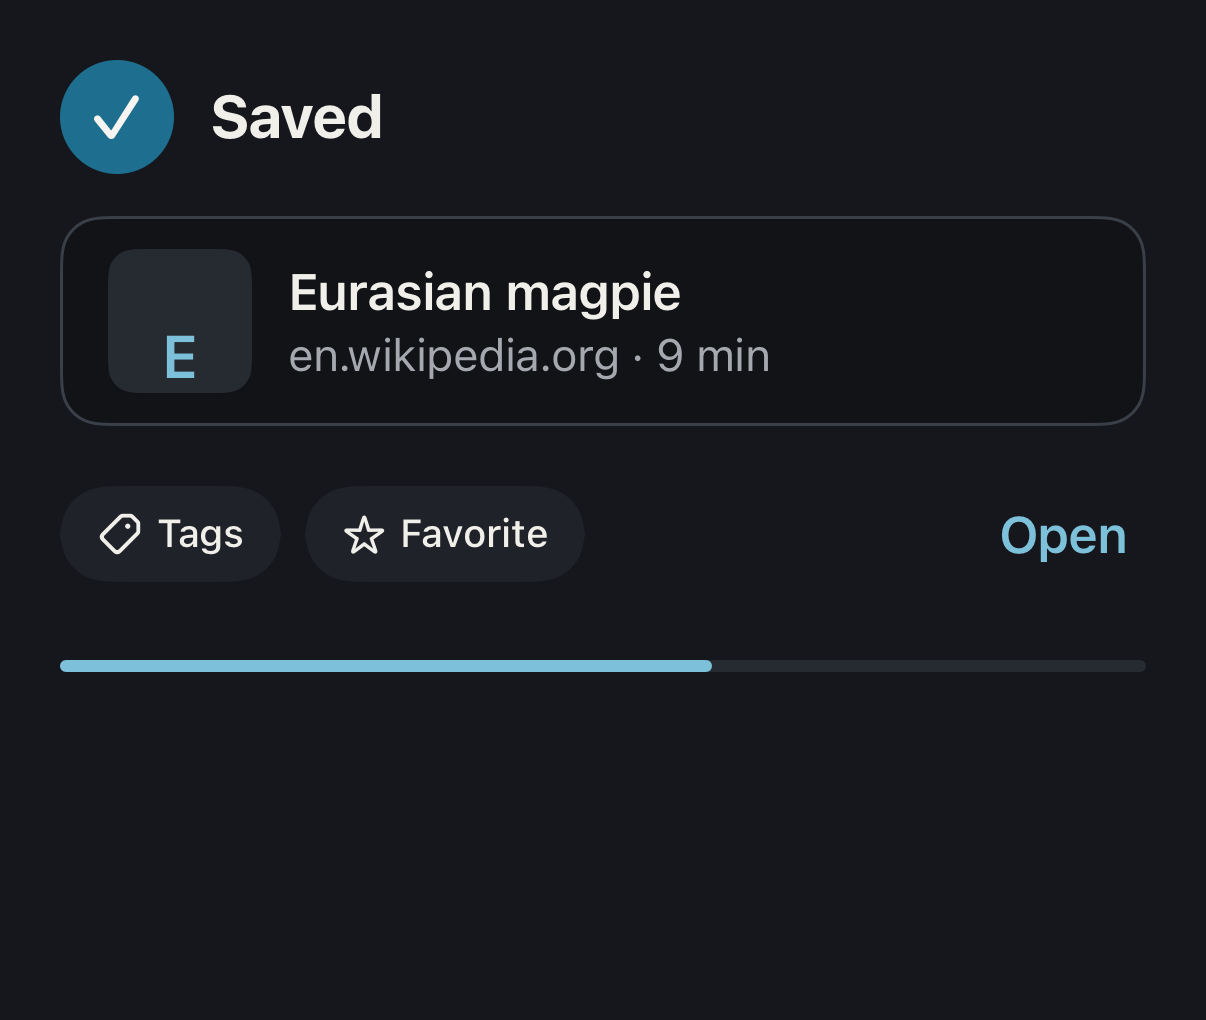 Saved
E
Eurasian magpie
en.wikipedia.org · 9 min
Tags
Favorite
Open